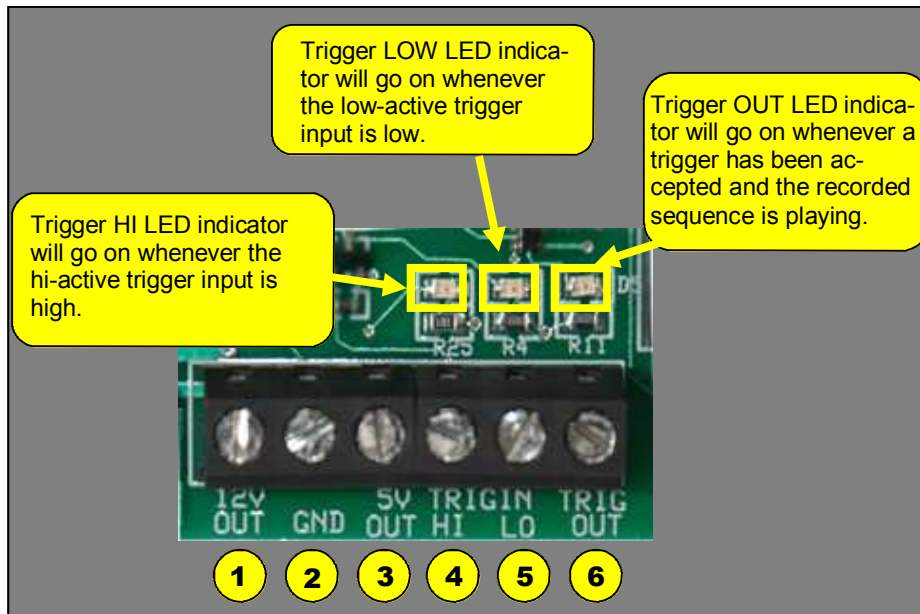 Trigger LOW LED indica-
tor will go on whenever
the low-active trigger
input is low.
Trigger OUT LED indica-
tor will go on whenever a
trigger has been ac-
cepted and the recorded
sequence is playing.
Trigger HI LED indicator
will go on whenever the
hi-active trigger input is
high.
R25 R4 R11
12V 5V TRIGIN TRIG
OUT GND OUT HI LO OUT
1 2 3 4 5 6